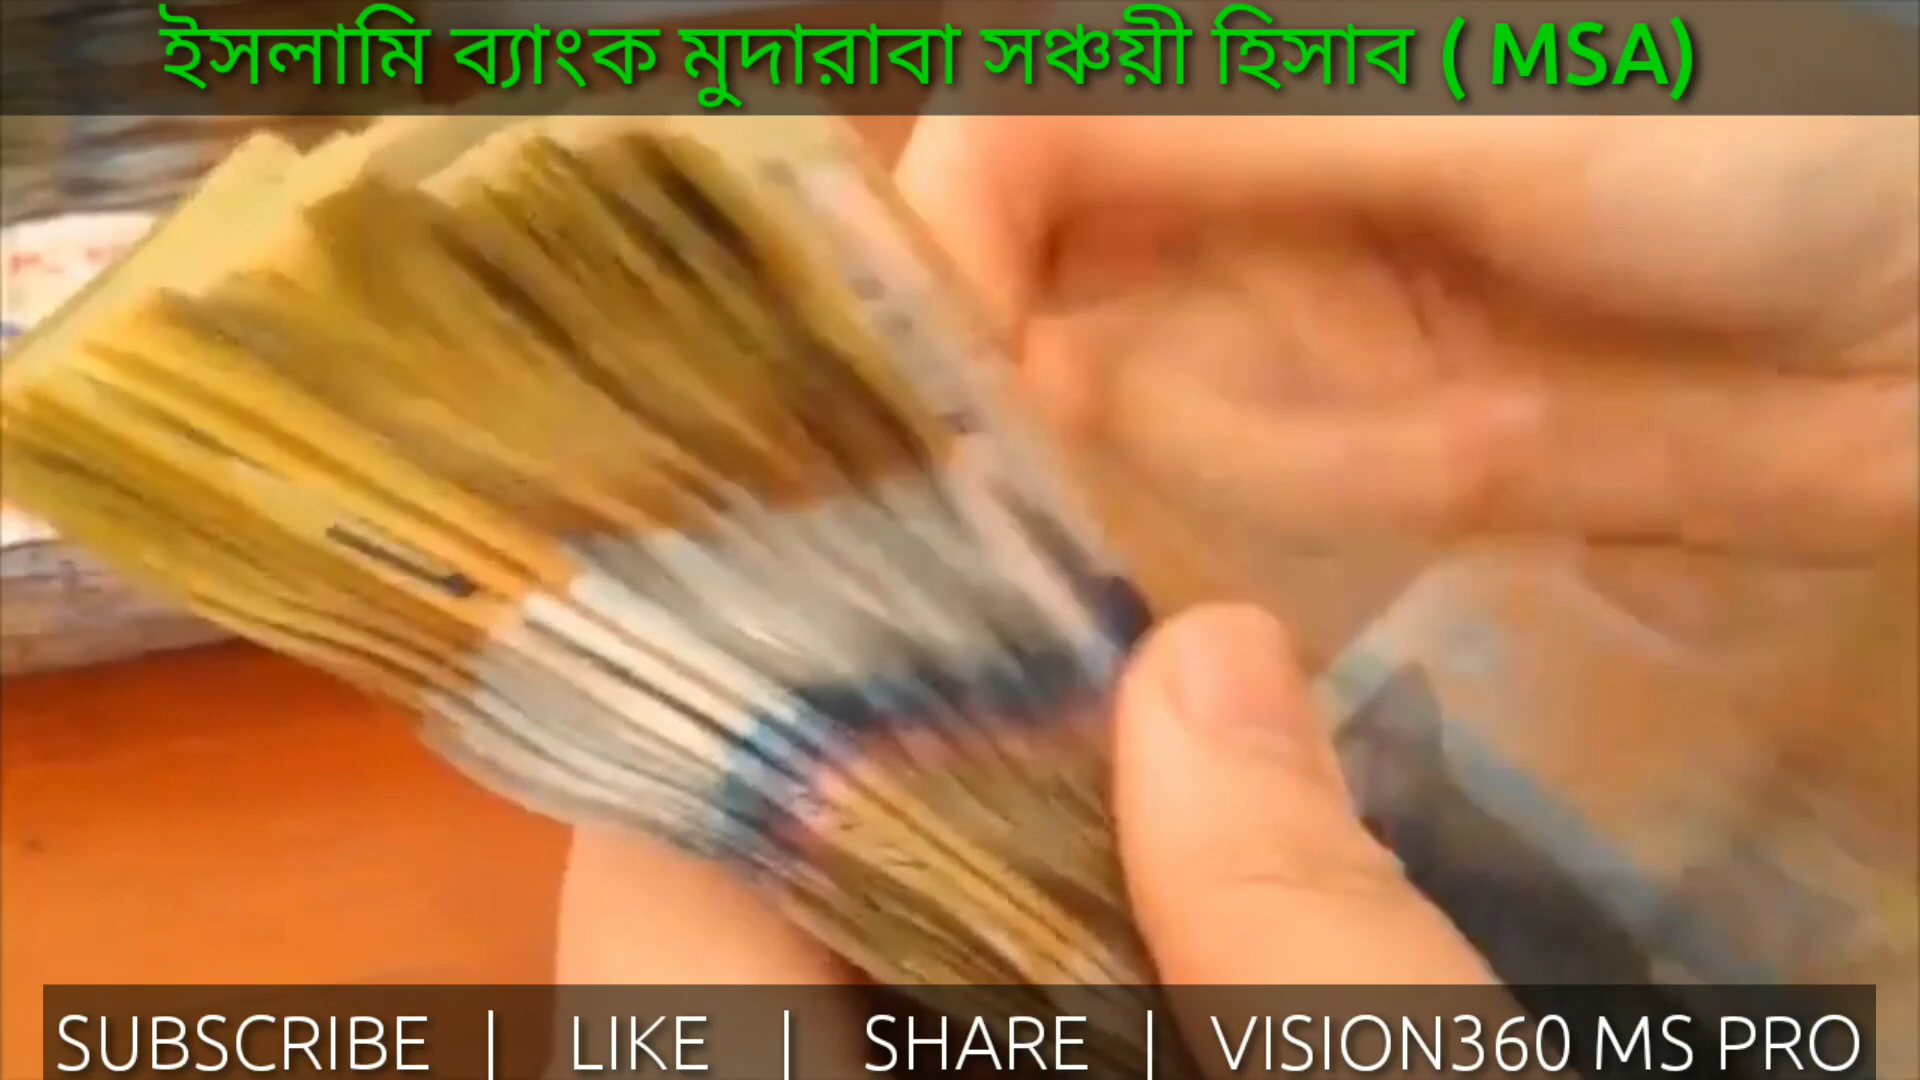 ইসলামি ব্যাংক মুদারাবা সঞ্চয়ী হিসাব ( MSA)
SUBSCRIBE | LIKE | SHARE | VISION360 MS PRO